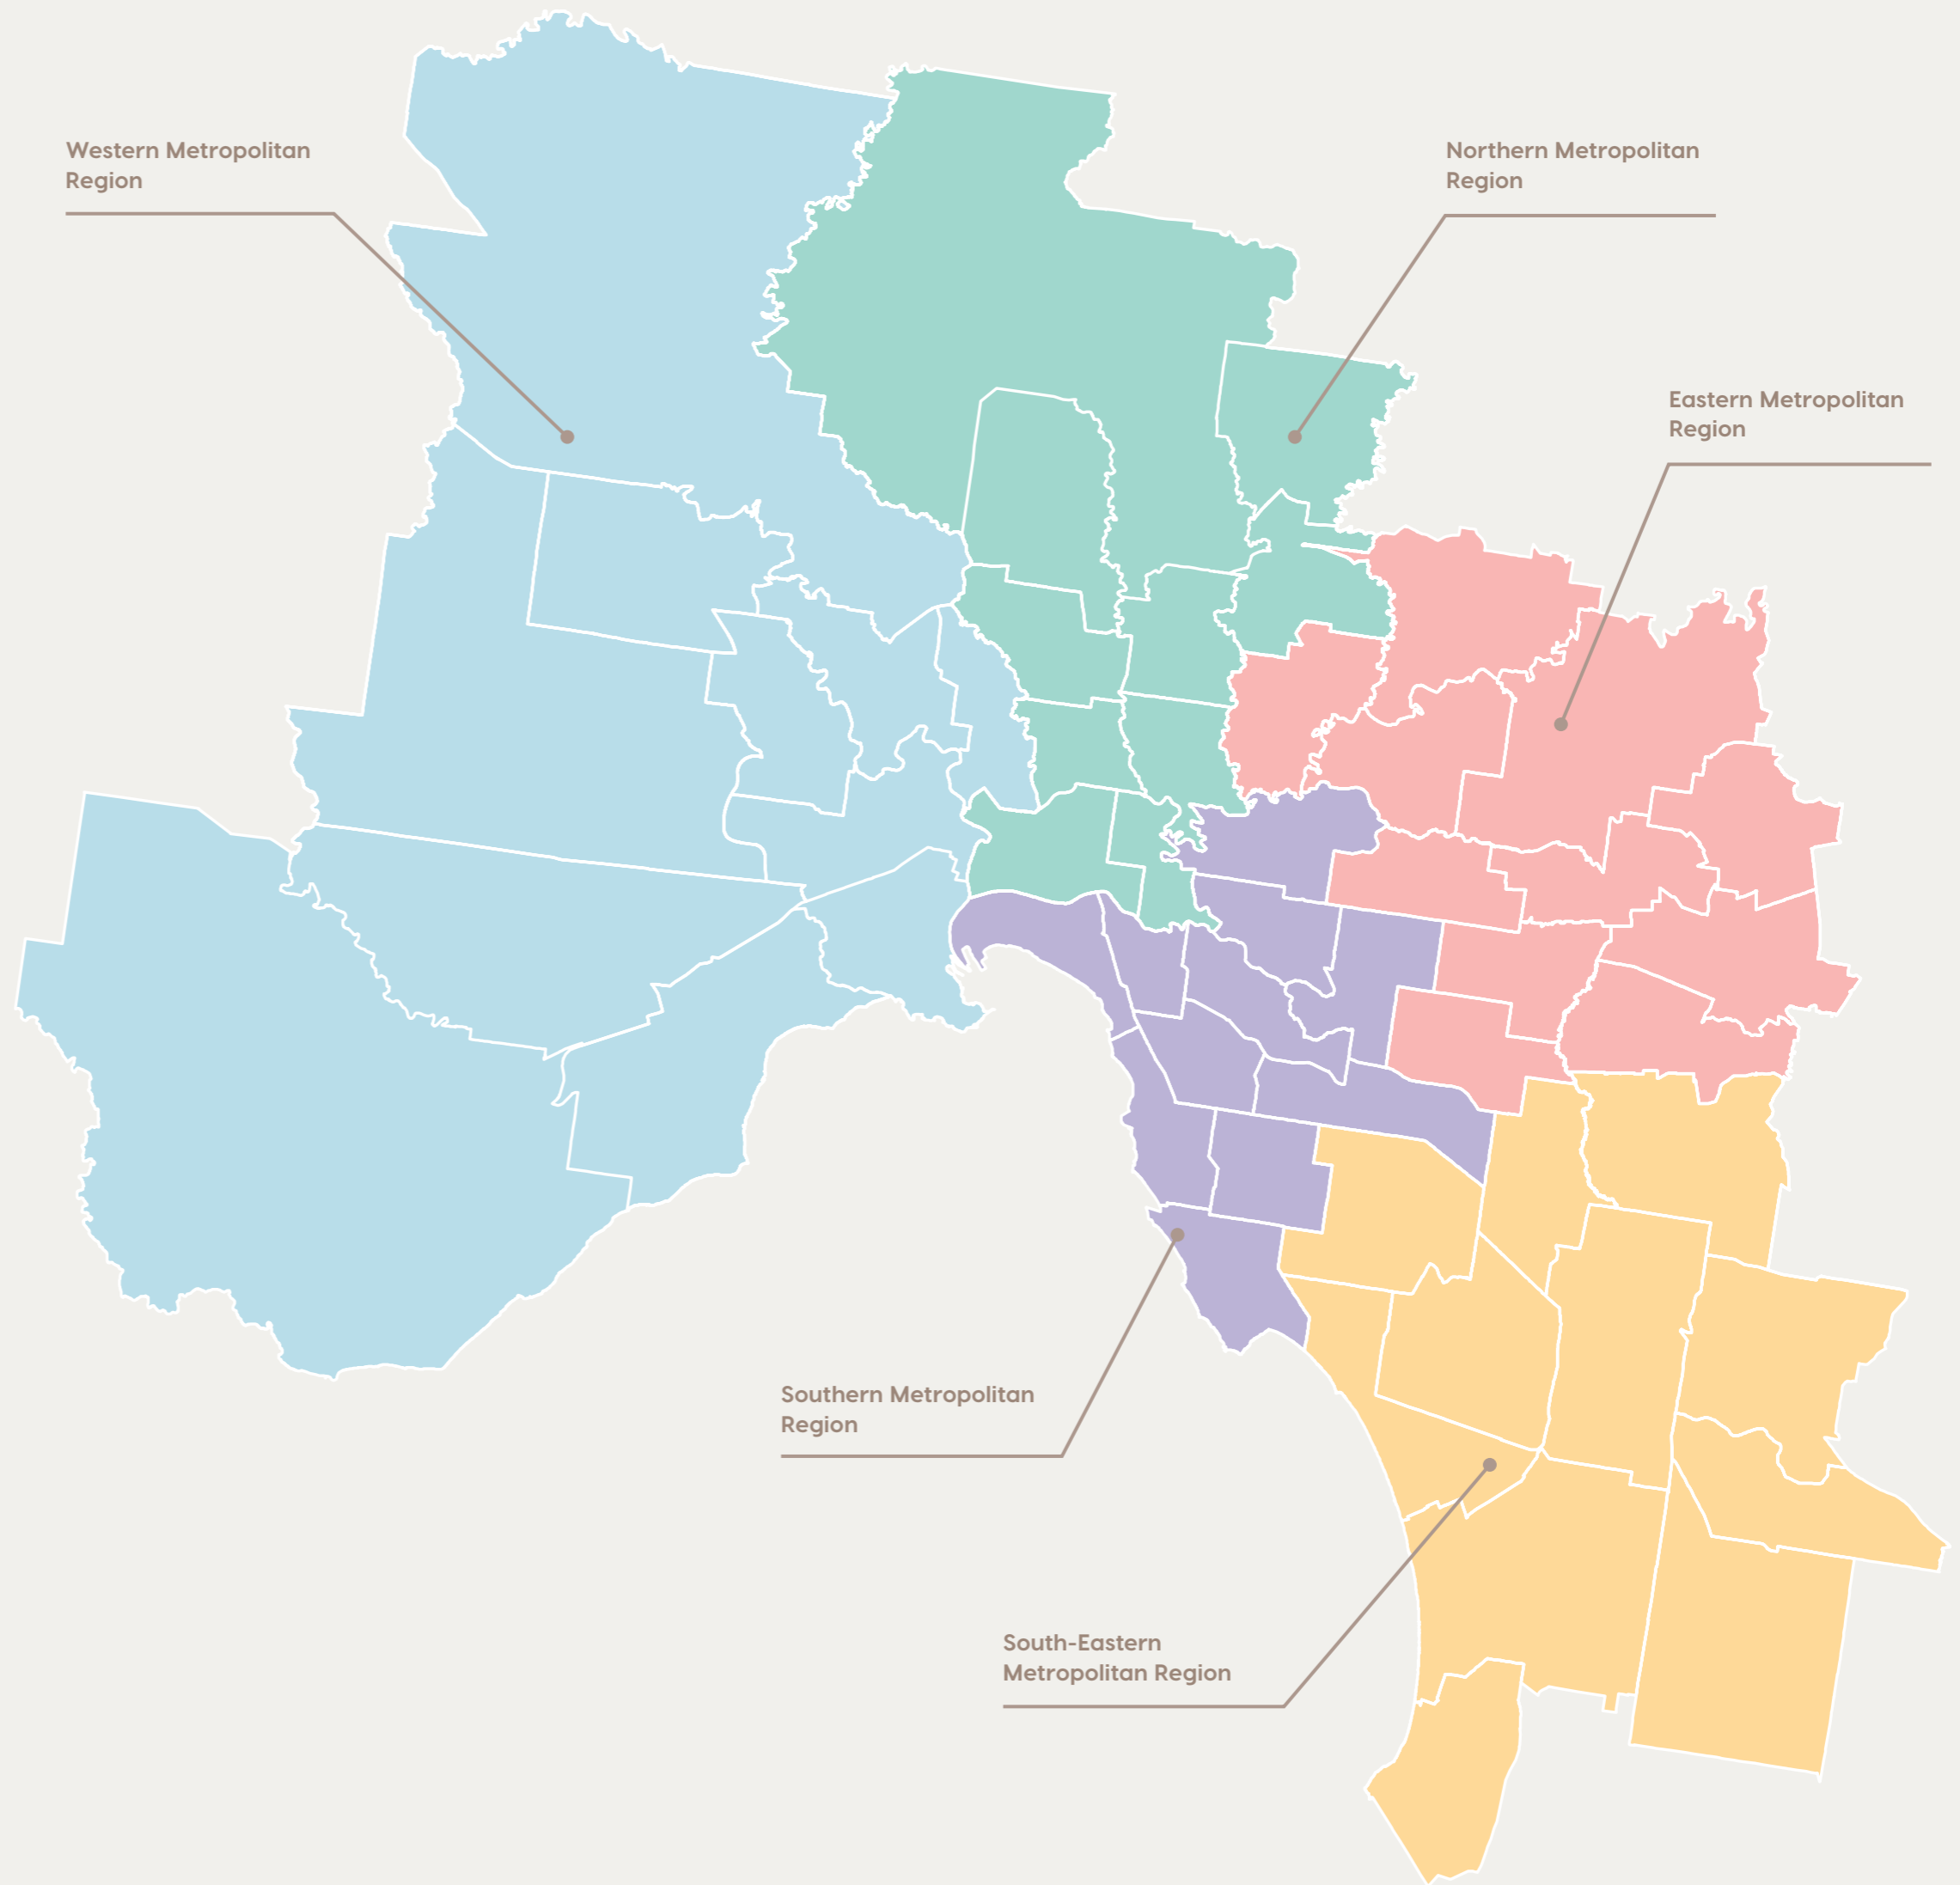 Western Metropolitan
Region
Northern Metropolitan
Region
Eastern Metropolitan
Region
Southern Metropolitan
Region
South-Eastern
Metropolitan Region